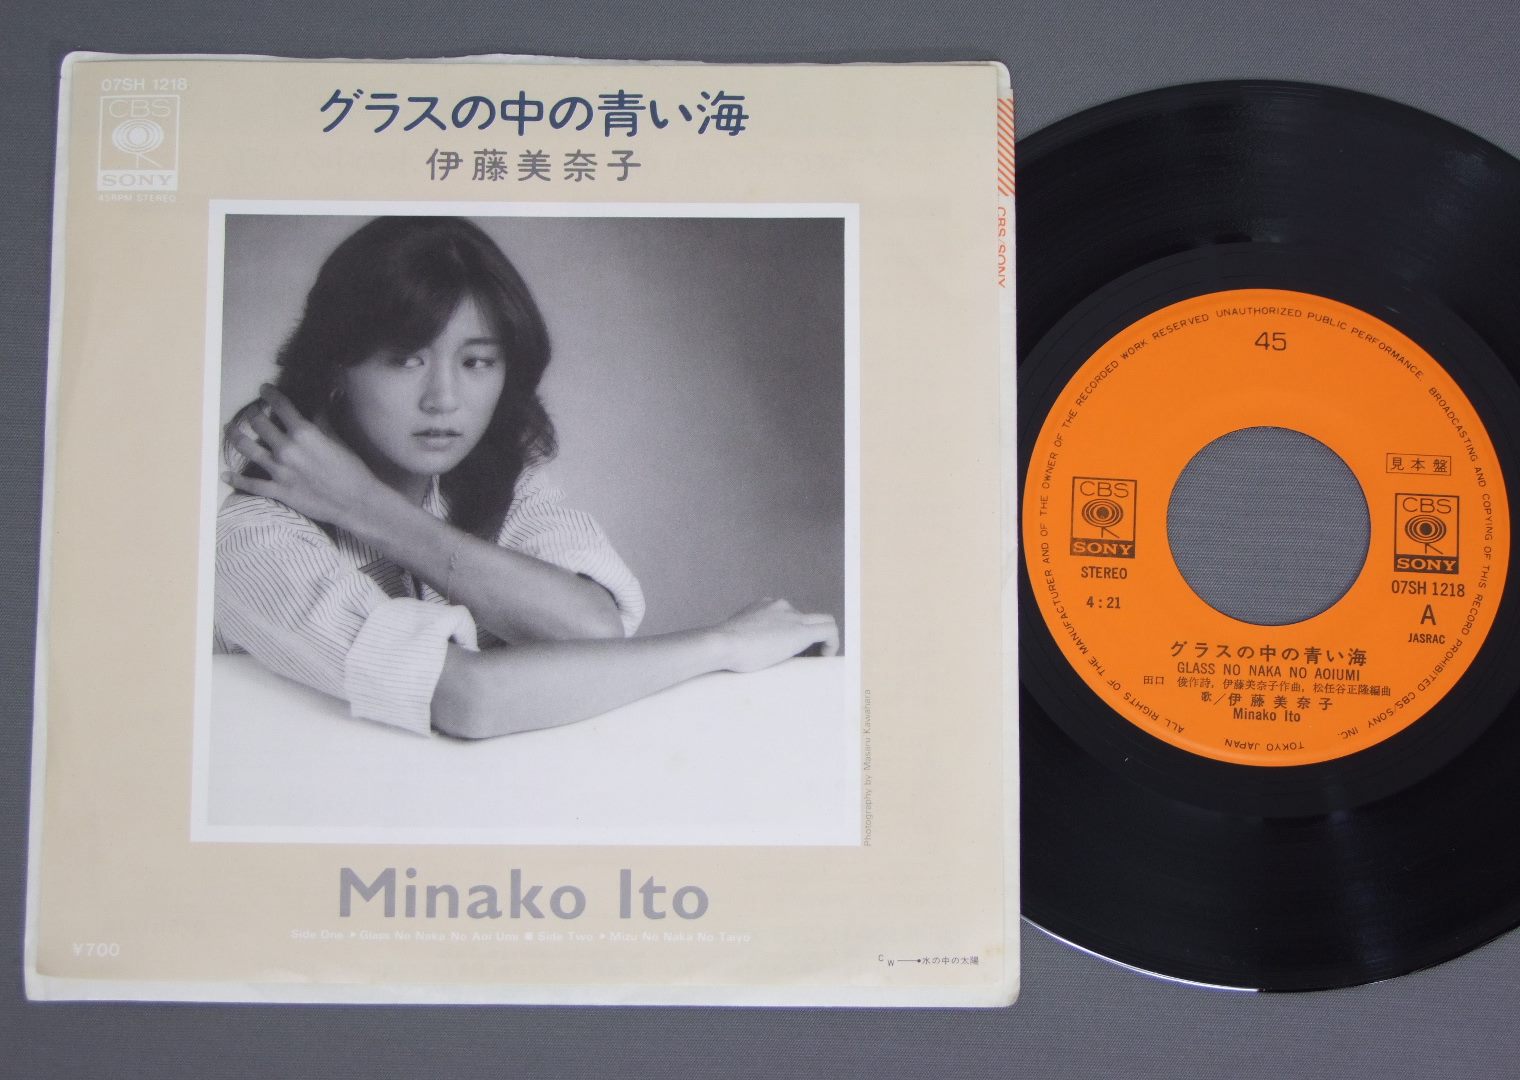 07SH 1218
CBS
SONY
45RPM STEREO
グラスの中の青い海
伊藤美奈子
CBS/SONY
Photography by Masaru Kawahara
Minako Ito
Side One ▸ Glass No Naka No Aoi Umi ■ Side Two ▸ Mizu No Naka No Taiyo
¥700
CW→水の中の太陽
ALL RIGHTS OF THE MANUFACTURER AND OF THE OWNER OF THE RECORDED WORK RESERVED UNAUTHORIZED PUBLIC PERFORMANCE. BROADCASTING AND COPYING OF THIS RECORD PROHIBITED CBS/SONY INC. TOKYO JAPAN
45
見本盤
CBS
SONY
STEREO
4:21
CBS
SONY
07SH 1218
A
JASRAC
グラスの中の青い海
GLASS NO NAKA NO AOIUMI
田口 俊作詩, 伊藤美奈子作曲, 松任谷正隆編曲
歌/伊藤美奈子
Minako Ito